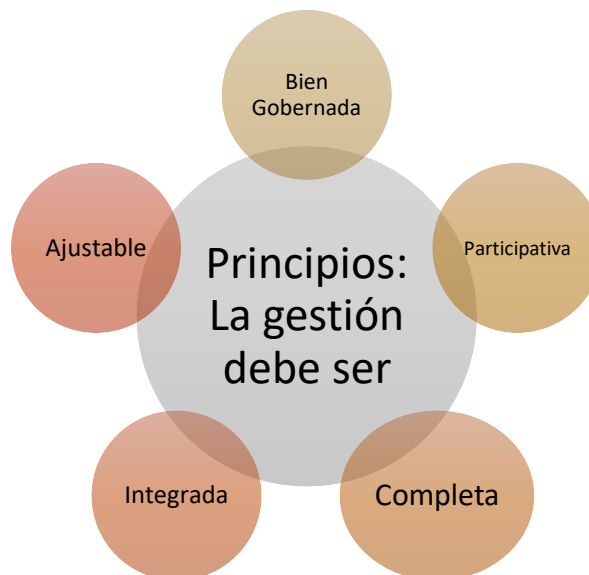 Bien
Gobernada
Participativa
Completa
Integrada
Ajustable
Principios:
La gestión
debe ser